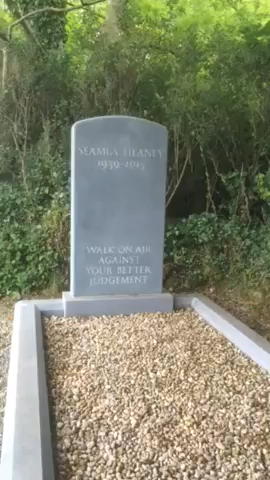 SEAMUS HEANEY
1939-2013
WALK ON AIR
AGAINST
YOUR BETTER
JUDGEMENT